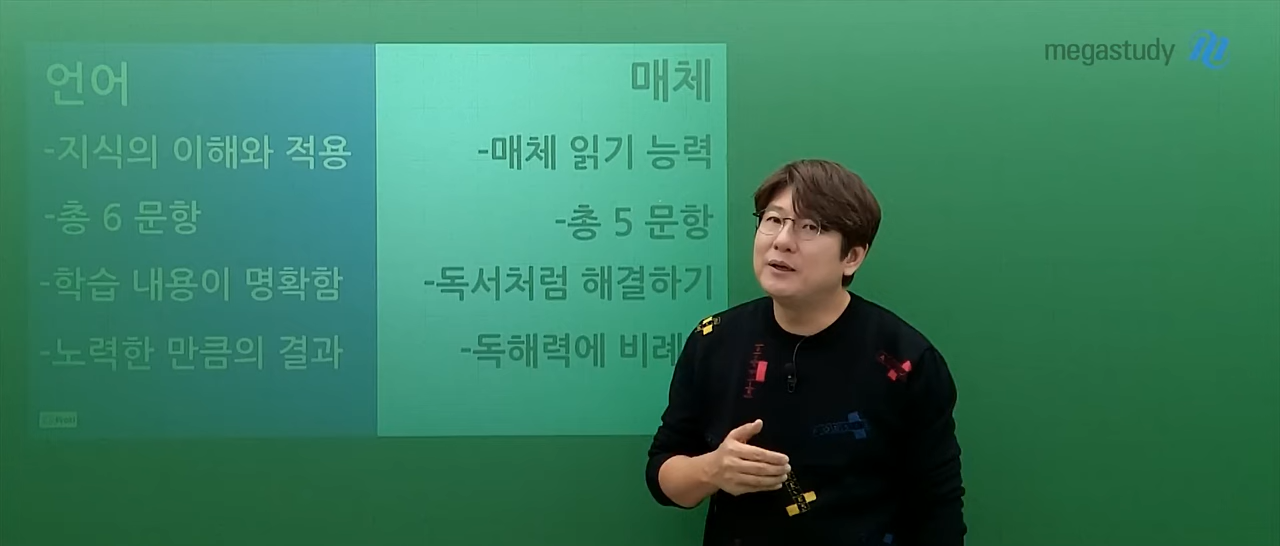 megastudy
언어
-지식의 이해와 적용
-총 6 문항
-학습 내용이 명확함
-노력한 만큼의 결과
매체
-매체 읽기 능력
-총 5 문항
-독서처럼 해결하기
-독해력에 비례